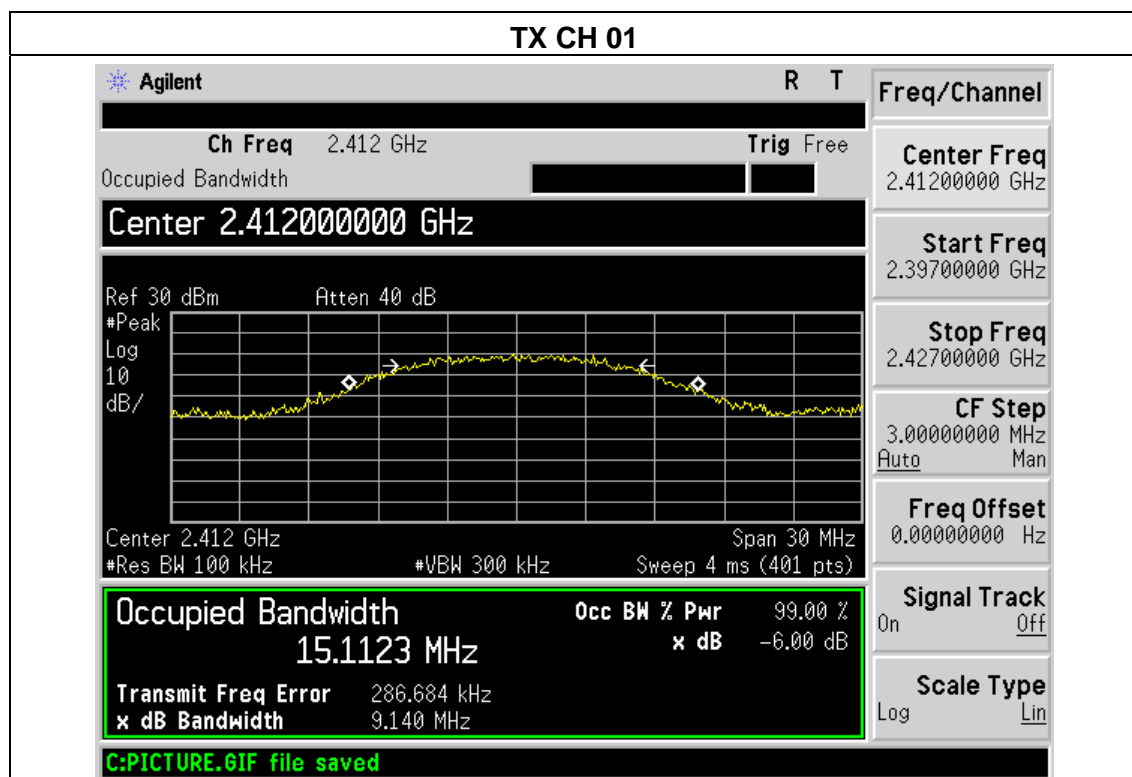 TX CH 01
Agilent R T
Ch Freq 2.412 GHz Trig Free
Occupied Bandwidth
Center 2.412000000 GHz
Ref 30 dBm Atten 40 dB
#Peak
Log
10
dB/
Center 2.412 GHz Span 30 MHz
#Res BW 100 kHz #VBW 300 kHz Sweep 4 ms (401 pts)
Occupied Bandwidth Occ BW % Pwr 99.00 %
15.1123 MHz x dB -6.00 dB
Transmit Freq Error 286.684 kHz
x dB Bandwidth 9.140 MHz
C:PICTURE.GIF file saved
Freq/Channel
Center Freq
2.41200000 GHz
Start Freq
2.39700000 GHz
Stop Freq
2.42700000 GHz
CF Step
3.00000000 MHz
Auto Man
Freq Offset
0.00000000 Hz
Signal Track
On Off
Scale Type
Log Lin